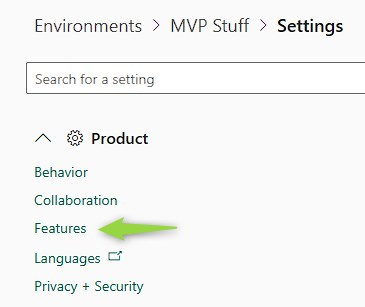 Environments > MVP Stuff > Settings
Search for a setting
Product
Behavior
Collaboration
Features
Languages
Privacy + Security